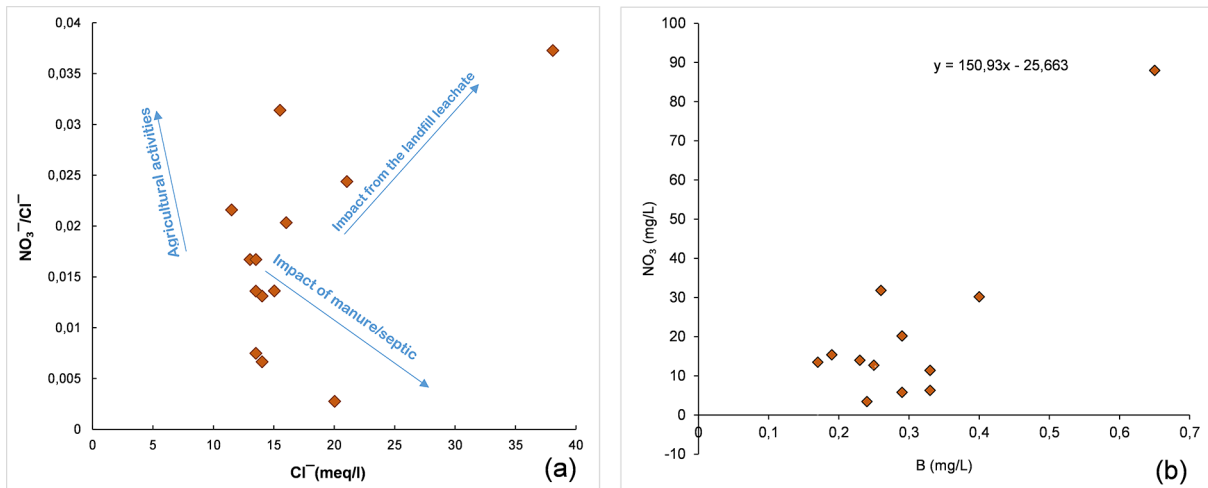 0,04
0,035
0,03
0,025
0,02
0,015
0,01
0,005
0
NO₃⁻/Cl⁻
Agricultural activities
Impact from the landfill leachate
Impact of manure/septic
0 5 10 15 20 25 30 35 40
Cl⁻(meq/l)
(a)
100
90
80
70
60
50
40
30
20
10
0
-10
NO₃ (mg/L)
y = 150,93x - 25,663
0 0,1 0,2 0,3 0,4 0,5 0,6 0,7
B (mg/L)
(b)